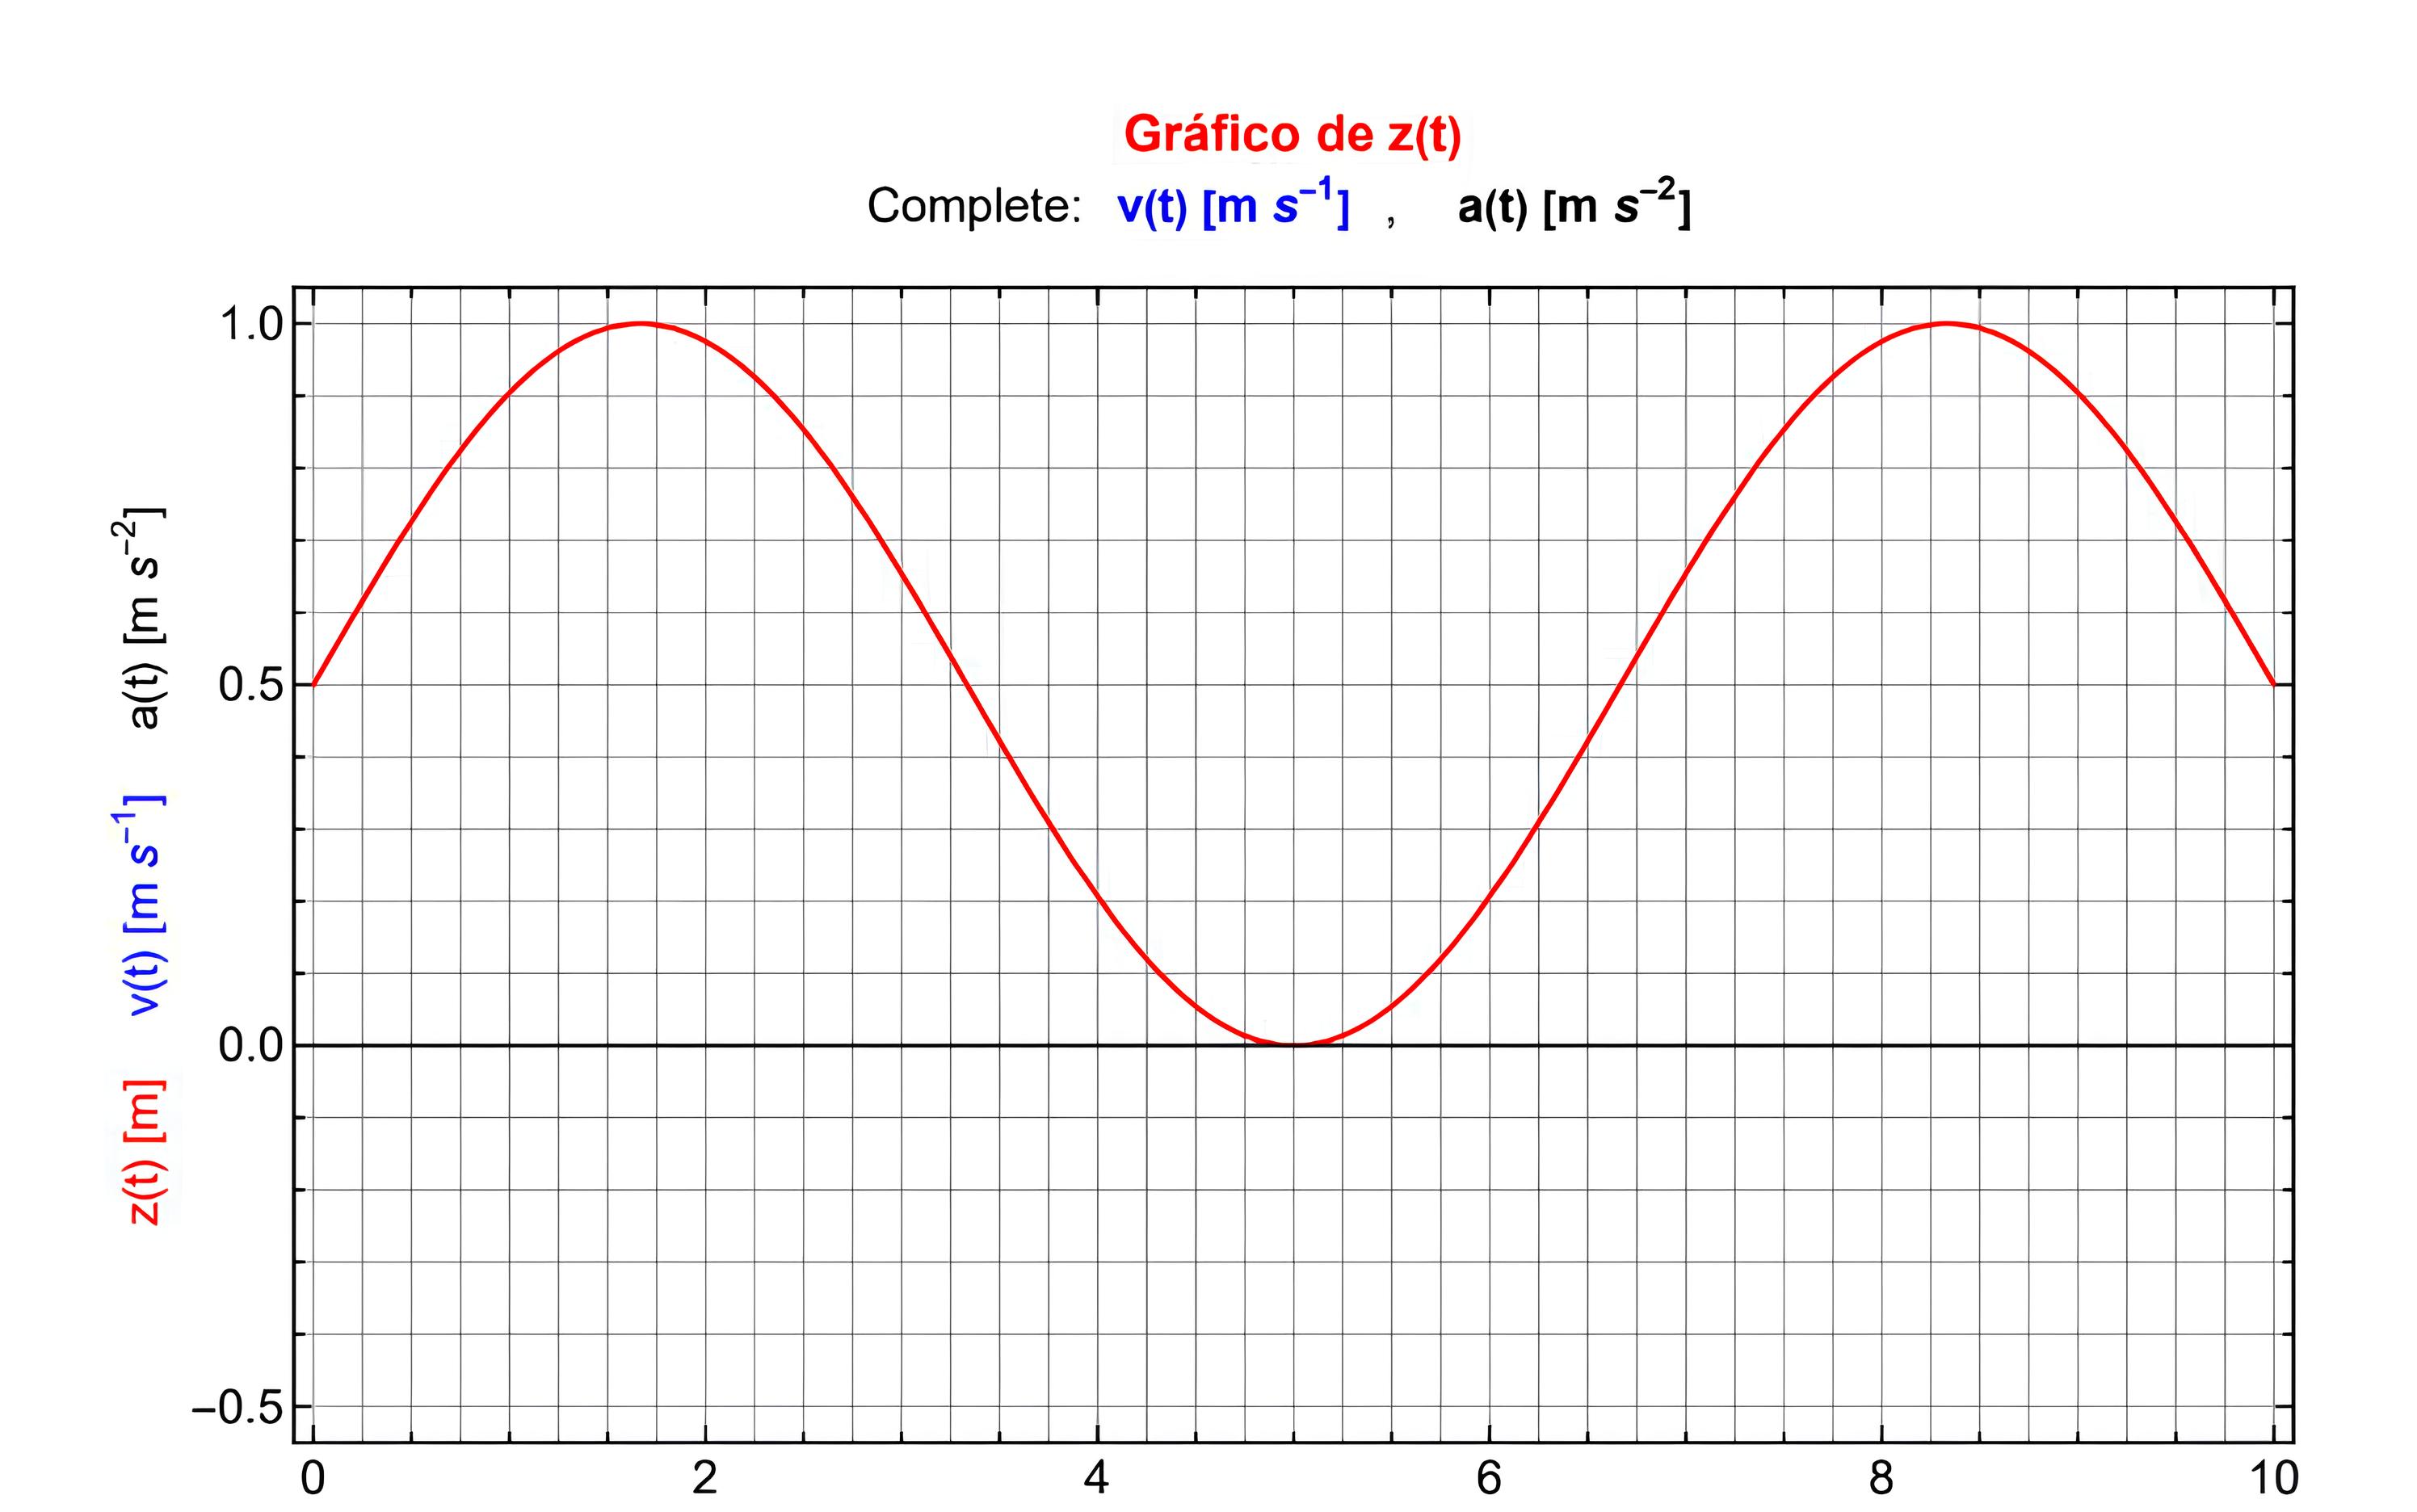 Gráfico de z(t)
Complete: v(t) [m s⁻¹] , a(t) [m s⁻²]
z(t) [m] v(t) [m s⁻¹] a(t) [m s⁻²]
1.0
0.5
0.0
−0.5
0 2 4 6 8 10